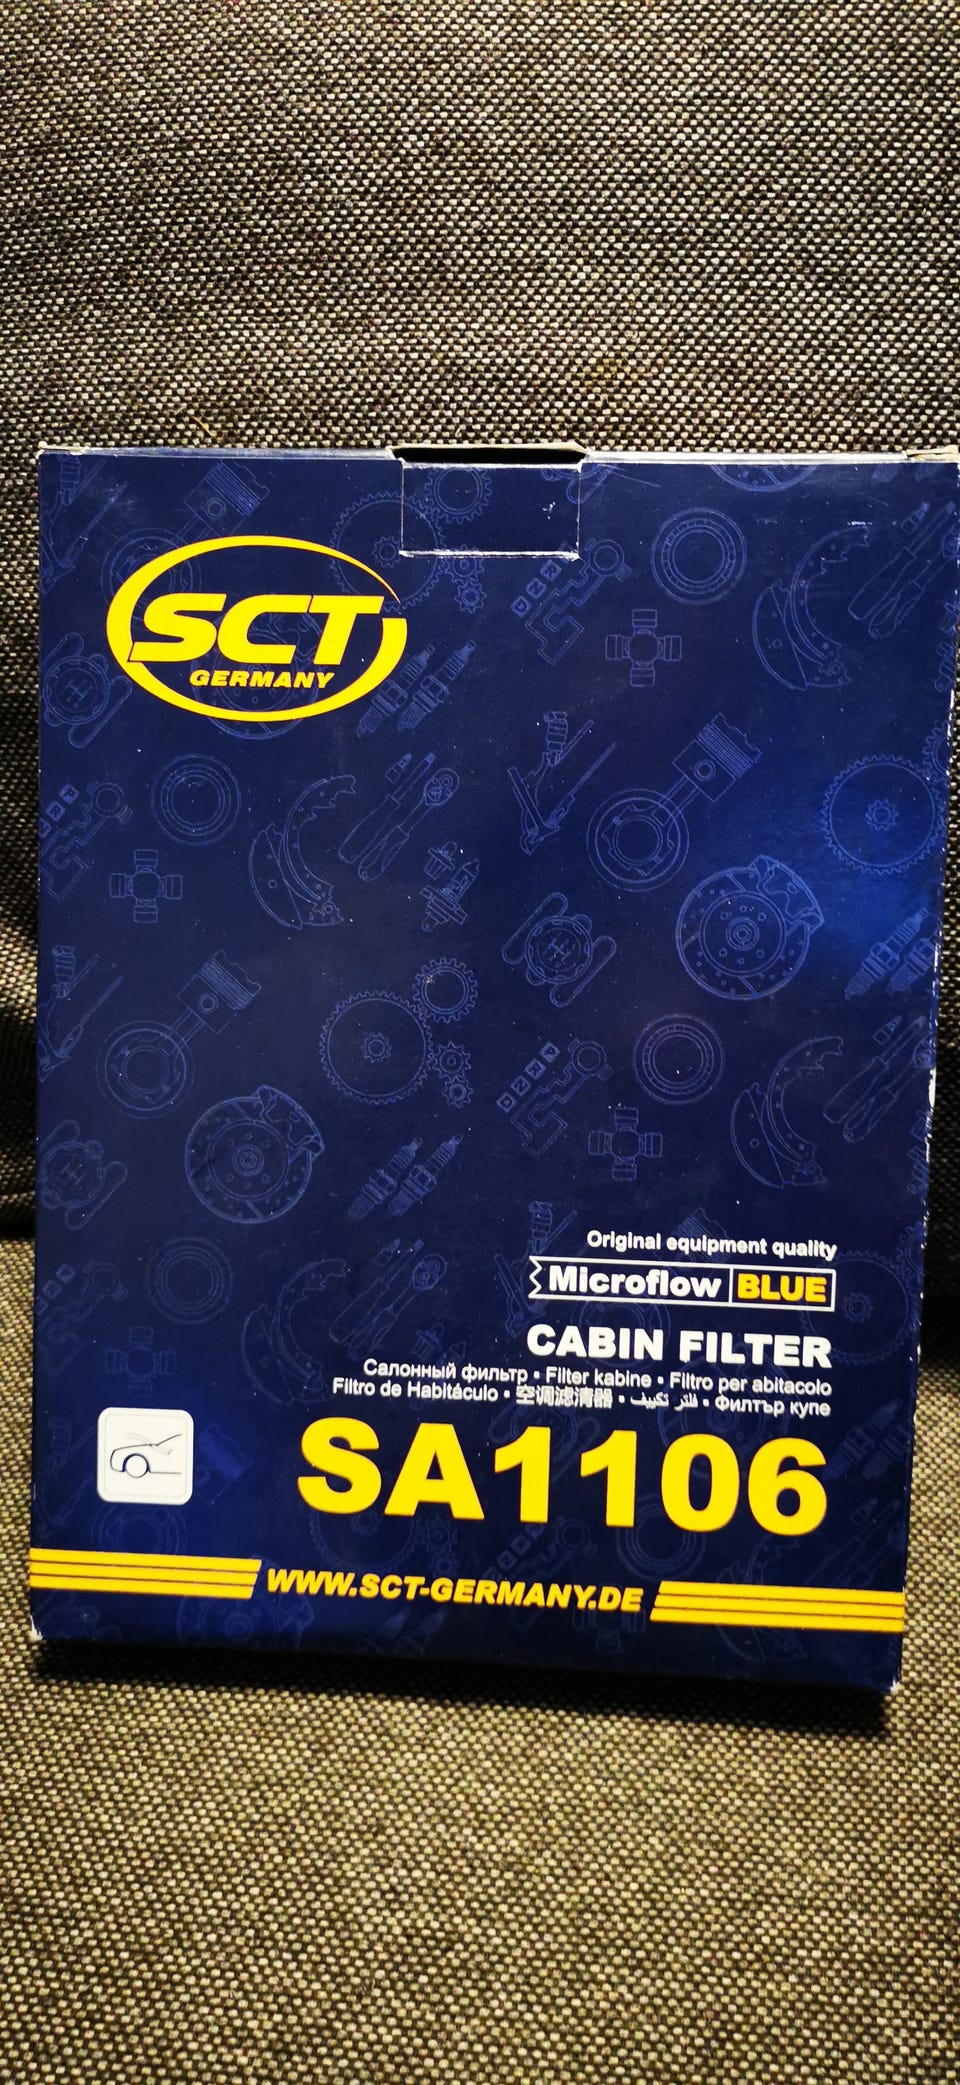 SCT
GERMANY
Original equipment quality
Microflow BLUE
CABIN FILTER
Салонный фильтр • Filter kabine • Filtro per abitacolo
Filtro de Habitáculo • 空调滤清器 • فلتر تكييف • Филтър купе
SA1106
WWW.SCT-GERMANY.DE